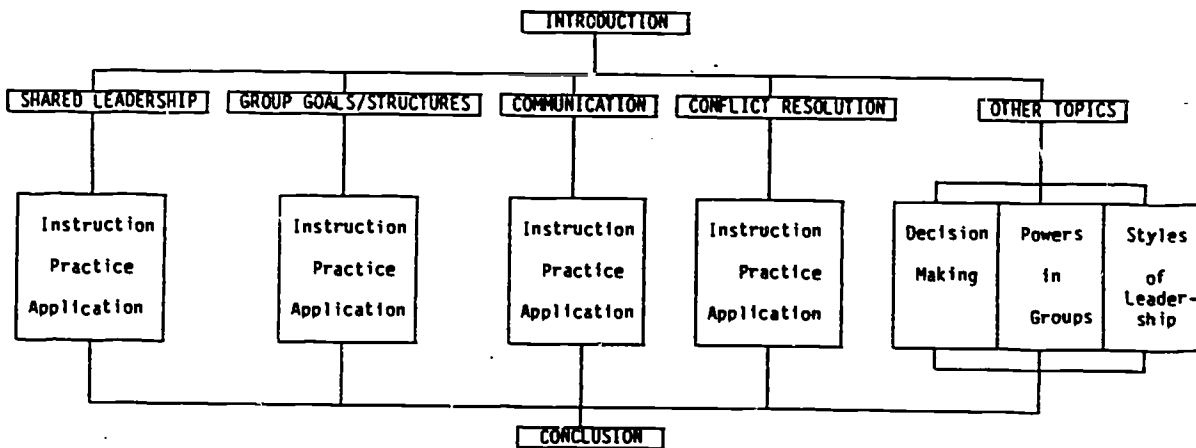 INTRODUCTION
SHARED LEADERSHIP
GROUP GOALS/STRUCTURES
COMMUNICATION
CONFLICT RESOLUTION
OTHER TOPICS
Instruction
Practice
Application
Instruction
Practice
Application
Instruction
Practice
Application
Instruction
Practice
Application
Decision
Making
Powers
in
Groups
Styles
of
Leader-
ship
CONCLUSION